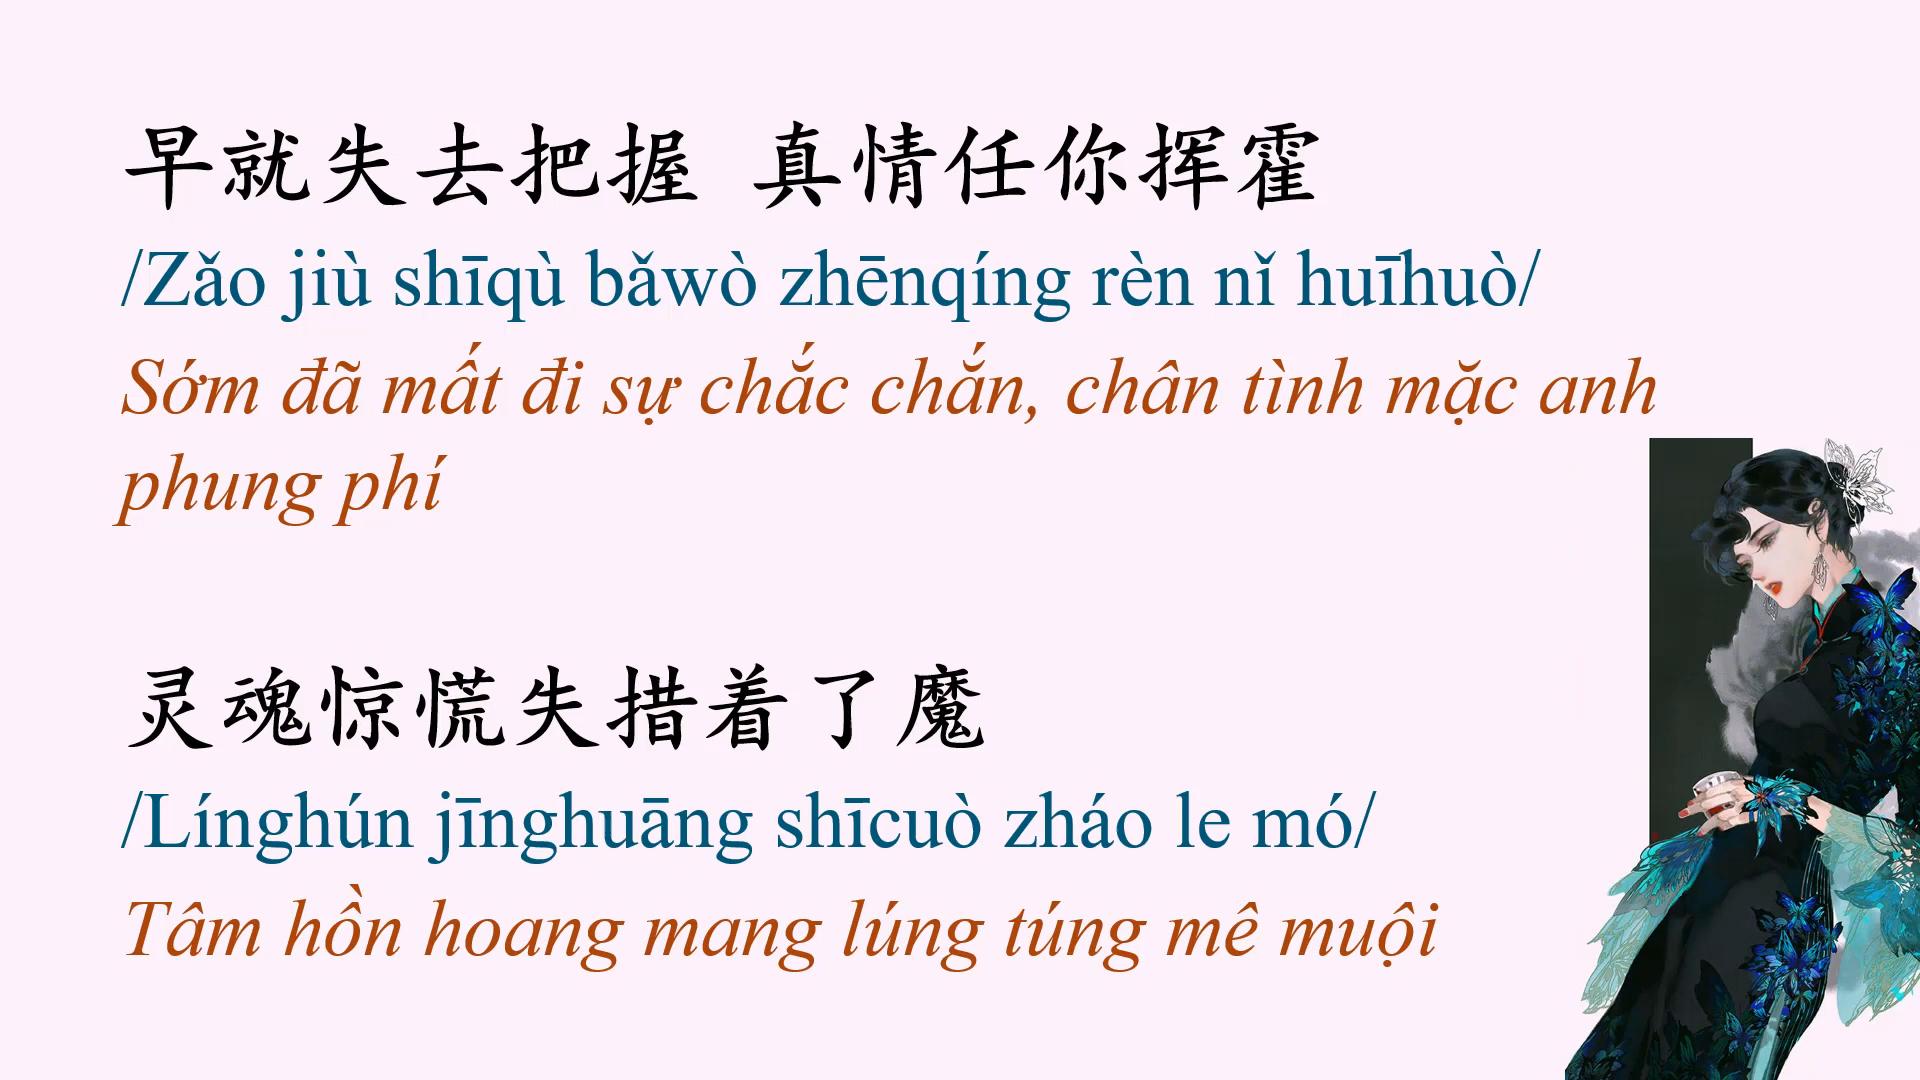 早就失去把握 真情任你挥霍
/Zǎo jiù shīqù bǎwò zhēnqíng rèn nǐ huīhuò/
Sớm đã mất đi sự chắc chắn, chân tình mặc anh
phung phí
灵魂惊慌失措着了魔
/Línghún jīnghuāng shīcuò zháo le mó/
Tâm hồn hoang mang lúng túng mê muội